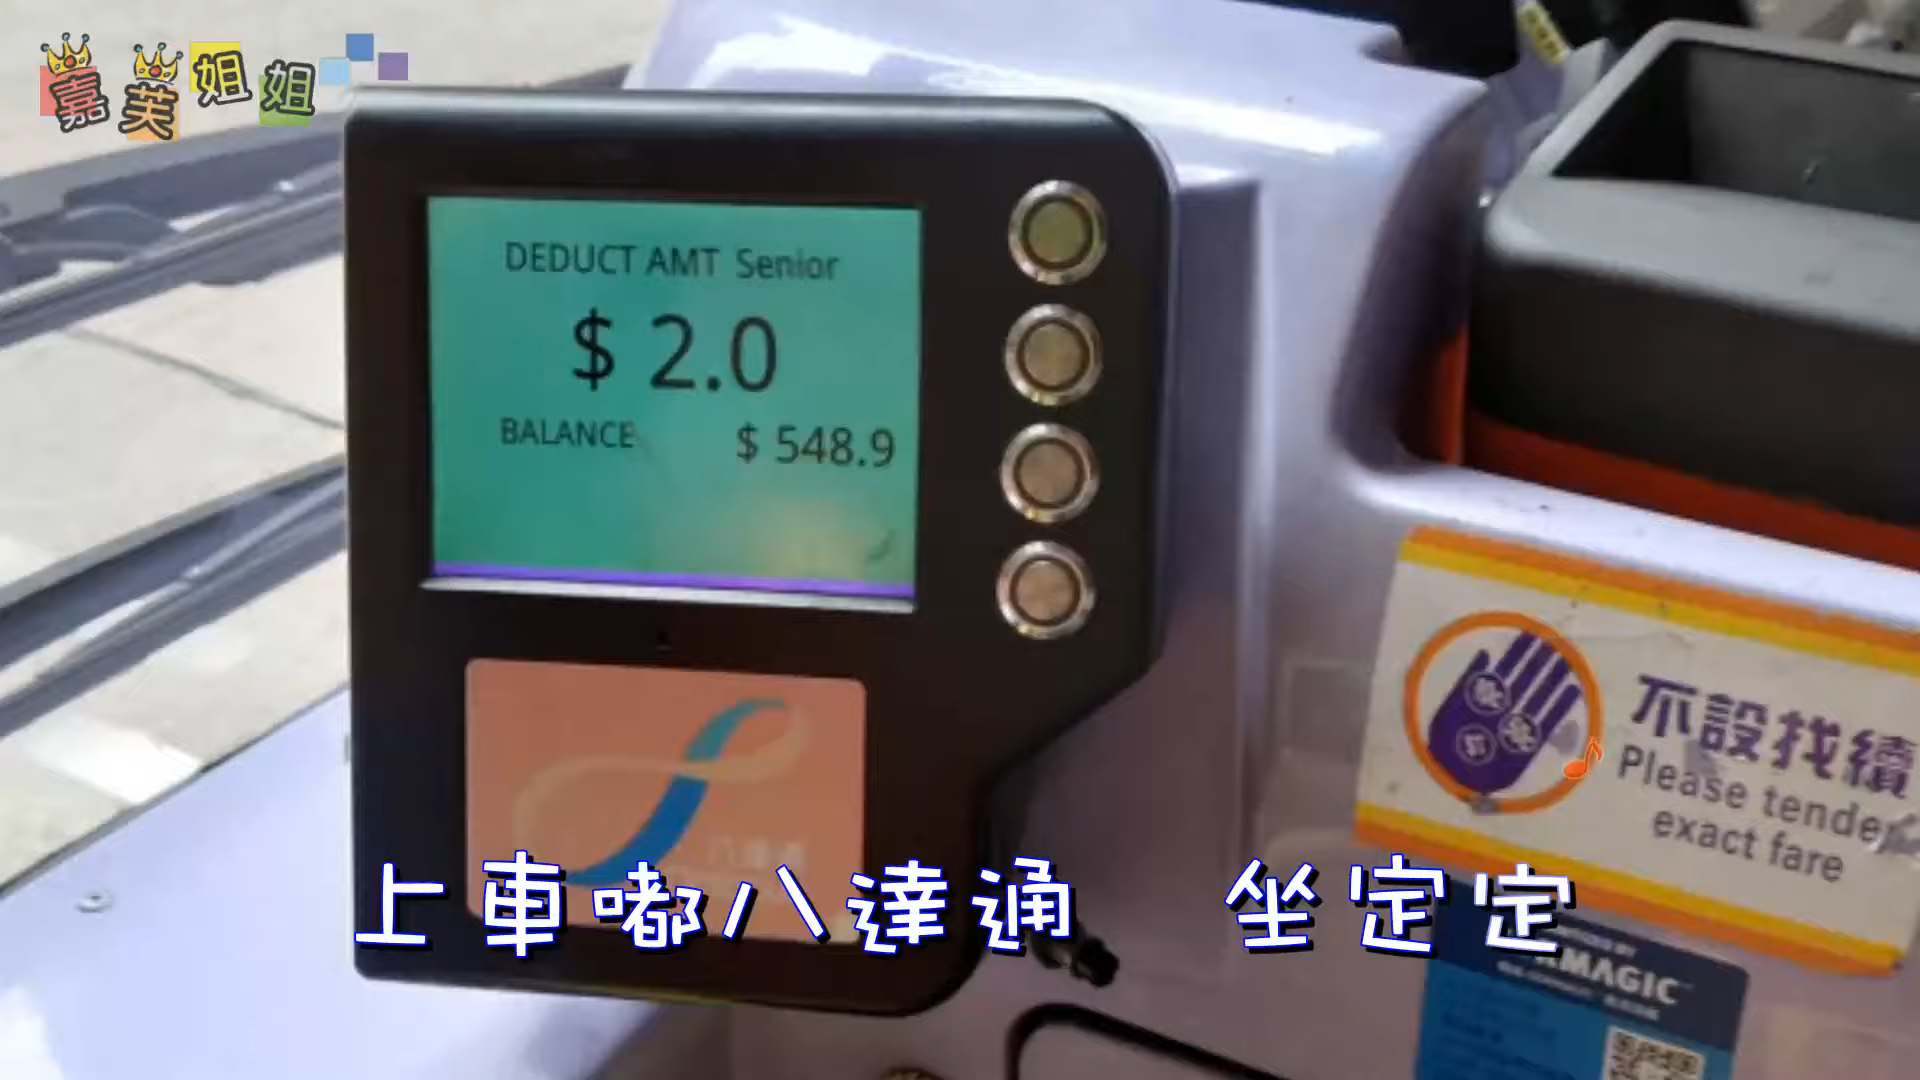 嘉芙姐姐
DEDUCT AMT Senior
$ 2.0
BALANCE $ 548.9
不設找續
Please tender
exact fare
上車嘟八達通 坐定定